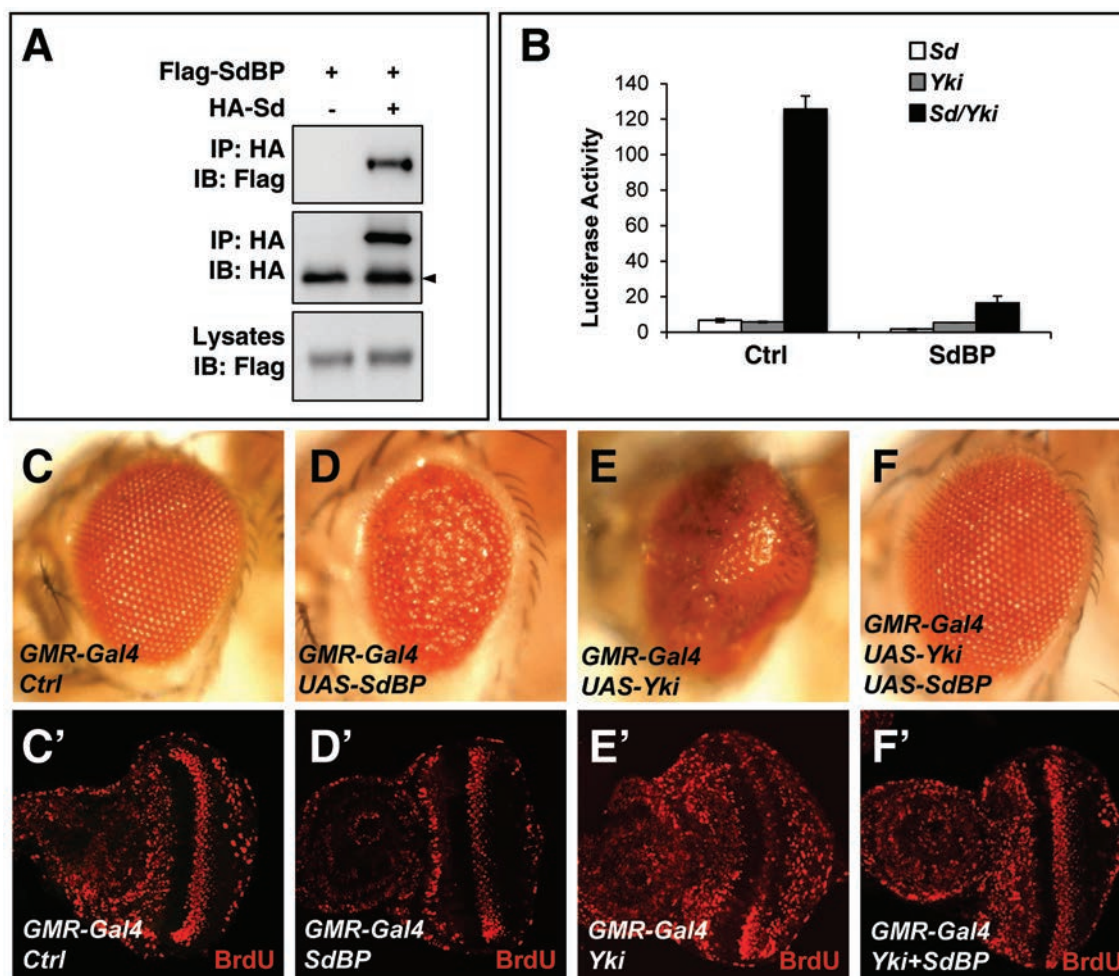 A
Flag-SdBP + +
HA-Sd - +
IP: HA
IB: Flag
IP: HA
IB: HA
Lysates
IB: Flag
B
Sd
Yki
Sd/Yki
Luciferase Activity
140
120
100
80
60
40
20
0
Ctrl
SdBP
C
GMR-Gal4
Ctrl
D
GMR-Gal4
UAS-SdBP
E
GMR-Gal4
UAS-Yki
F
GMR-Gal4
UAS-Yki
UAS-SdBP
C'
GMR-Gal4
Ctrl
BrdU
D'
GMR-Gal4
SdBP
BrdU
E'
GMR-Gal4
Yki
BrdU
F'
GMR-Gal4
Yki+SdBP
BrdU